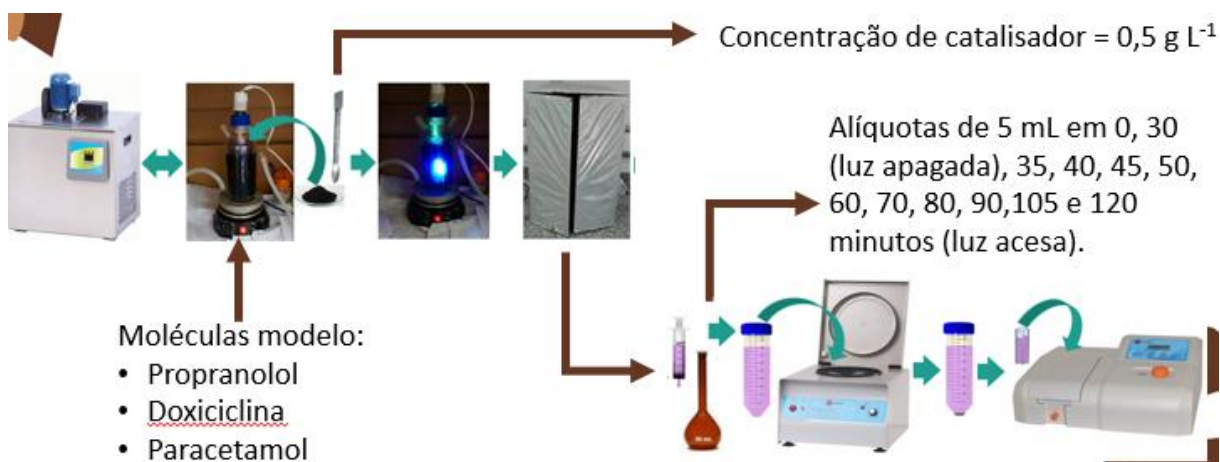 Concentração de catalisador = 0,5 g L⁻¹
Alíquotas de 5 mL em 0, 30
(luz apagada), 35, 40, 45, 50,
60, 70, 80, 90,105 e 120
minutos (luz acesa).
Moléculas modelo:
• Propranolol
• Doxiciclina
• Paracetamol